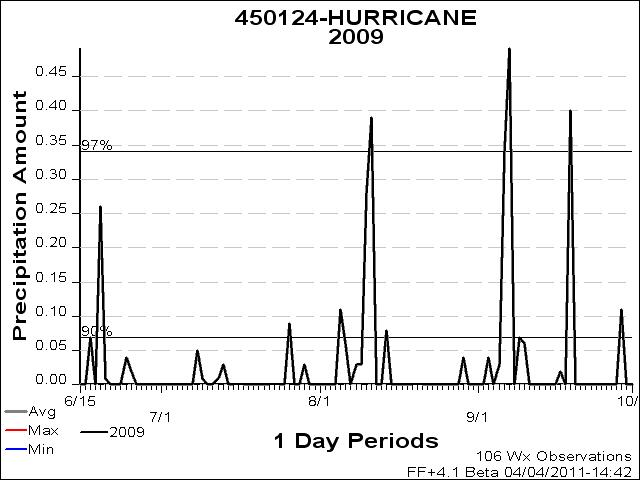 450124-HURRICANE
2009
Precipitation Amount
0.45
0.40
0.35
97%
0.30
0.25
0.20
0.15
0.10
90%
0.05
0.00
6/15
7/1
8/1
9/1
10/
Avg
Max
2009
Min
1 Day Periods
106 Wx Observations
FF+4.1 Beta 04/04/2011-14:42